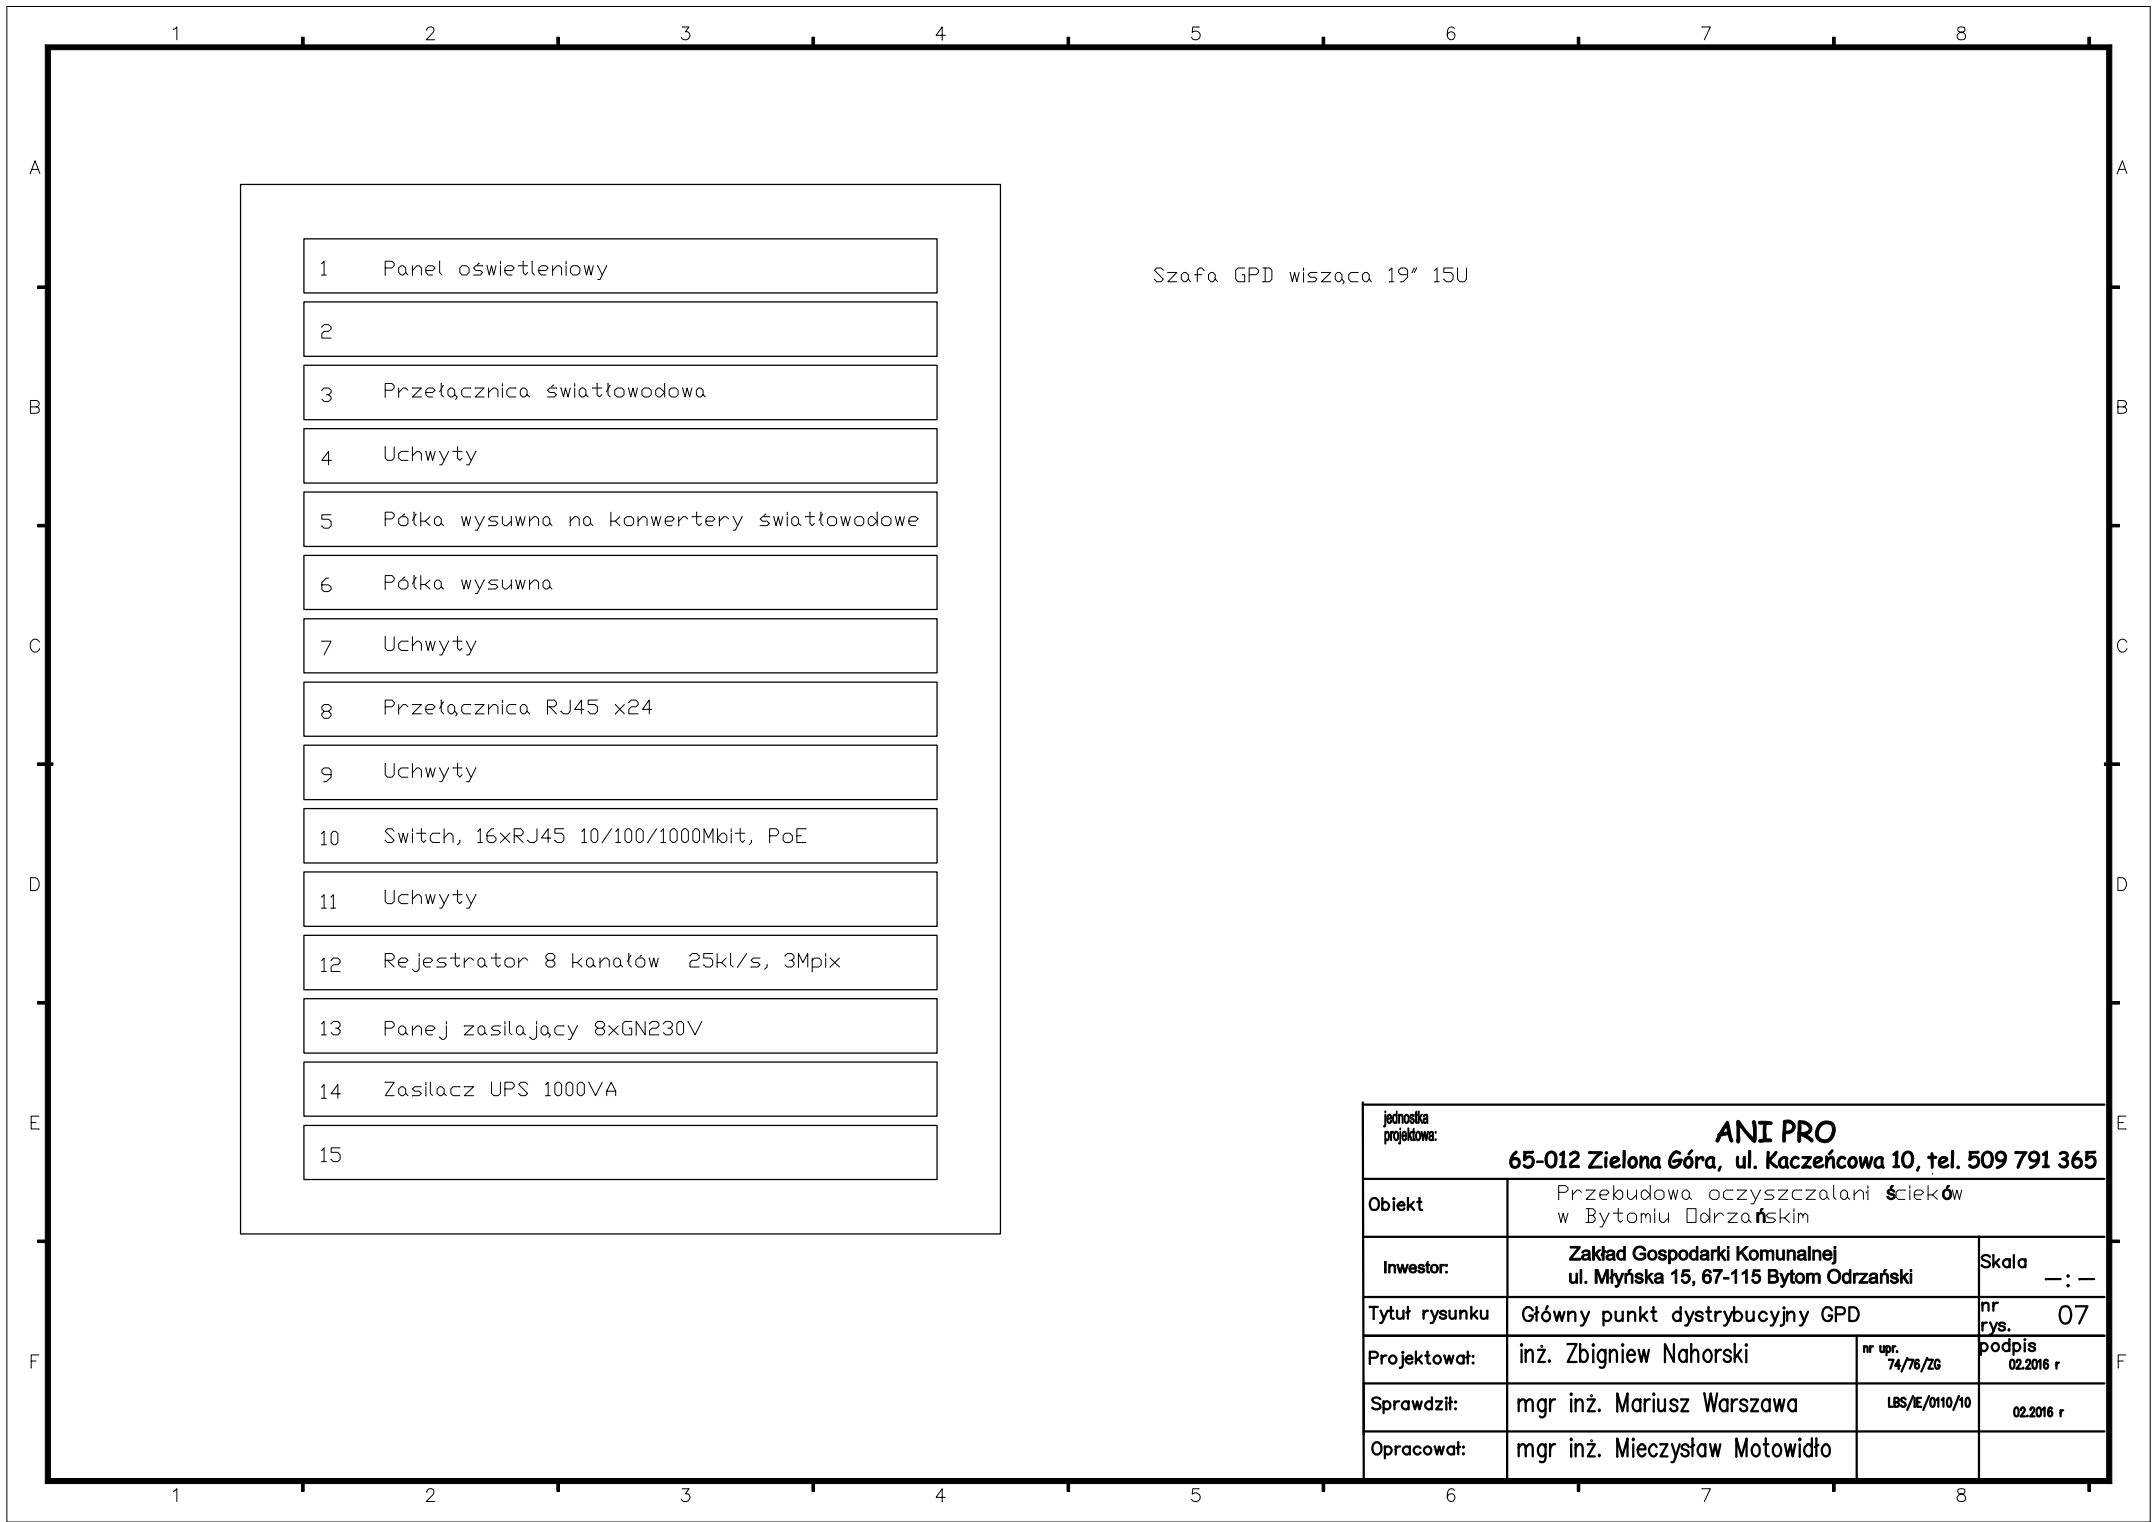 1 2 3 4 5 6 7 8
A A
1 Panel oświetleniowy
Szafa GPD wisząca 19" 15U
2
3 Przełącznica światłowodowa
B B
4 Uchwyty
5 Półka wysuwna na konwertery światłowodowe
6 Półka wysuwna
7 Uchwyty
C C
8 Przełącznica RJ45 x24
9 Uchwyty
10 Switch, 16xRJ45 10/100/1000Mbit, PoE
D D
11 Uchwyty
12 Rejestrator 8 kanałów 25kl/s, 3Mpix
13 Panej zasilający 8xGN230V
14 Zasilacz UPS 1000VA
E E
15
jednostka
projektowa:
ANI PRO
65-012 Zielona Góra, ul. Kaczeńcowa 10, tel. 509 791 365
Obiekt
Przebudowa oczyszczalani ścieków
w Bytomiu Odrzańskim
Inwestor:
Zakład Gospodarki Komunalnej
ul. Młyńska 15, 67-115 Bytom Odrzański
Skala
-:-
Tytuł rysunku Główny punkt dystrybucyjny GPD
nr
rys. 07
Projektował: inż. Zbigniew Nahorski
nr upr.
74/76/ZG
podpis
02.2016 r
F F
Sprawdził: mgr inż. Mariusz Warszawa LBS/IE/0110/10 02.2016 r
Opracował: mgr inż. Mieczysław Motowidło
1 2 3 4 5 6 7 8